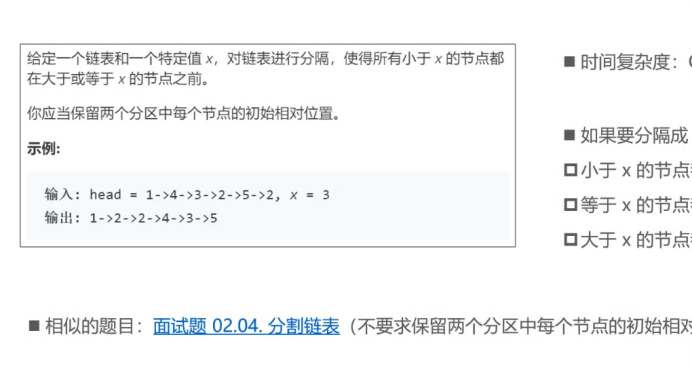 给定一个链表和一个特定值 x，对链表进行分隔，使得所有小于 x 的节点都
在大于或等于 x 的节点之前。
你应当保留两个分区中每个节点的初始相对位置。
示例:
输入: head = 1->4->3->2->5->2, x = 3
输出: 1->2->2->4->3->5
■ 时间复杂度：
■ 如果要分隔成
小于 x 的节点
等于 x 的节点
大于 x 的节点
■ 相似的题目：面试题 02.04. 分割链表（不要求保留两个分区中每个节点的初始相